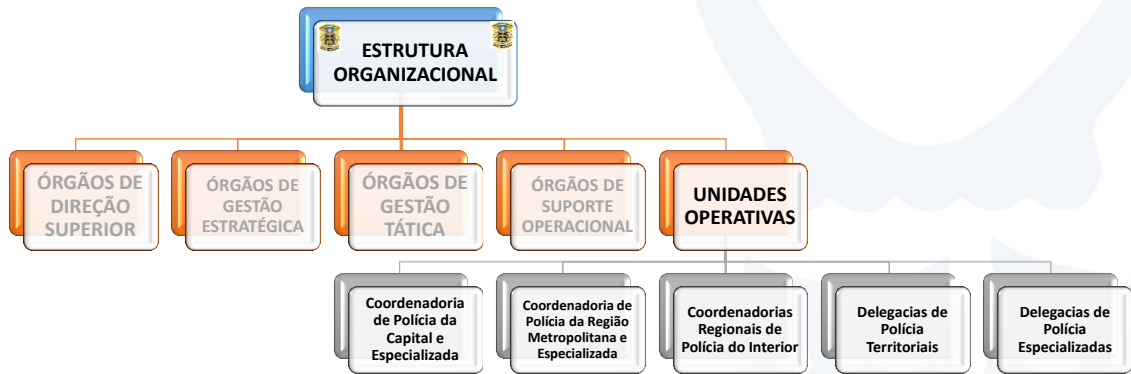 ESTRUTURA
ORGANIZACIONAL
ÓRGÃOS DE
DIREÇÃO
SUPERIOR
ÓRGÃOS DE
GESTÃO
ESTRATÉGICA
ÓRGÃOS DE
GESTÃO
TÁTICA
ÓRGÃOS DE
SUPORTE
OPERACIONAL
UNIDADES
OPERATIVAS
Coordenadoria
de Polícia da
Capital e
Especializada
Coordenadoria de
Polícia da Região
Metropolitana e
Especializada
Coordenadorias
Regionais de
Polícia do Interior
Delegacias de
Polícia
Territoriais
Delegacias de
Polícia
Especializadas